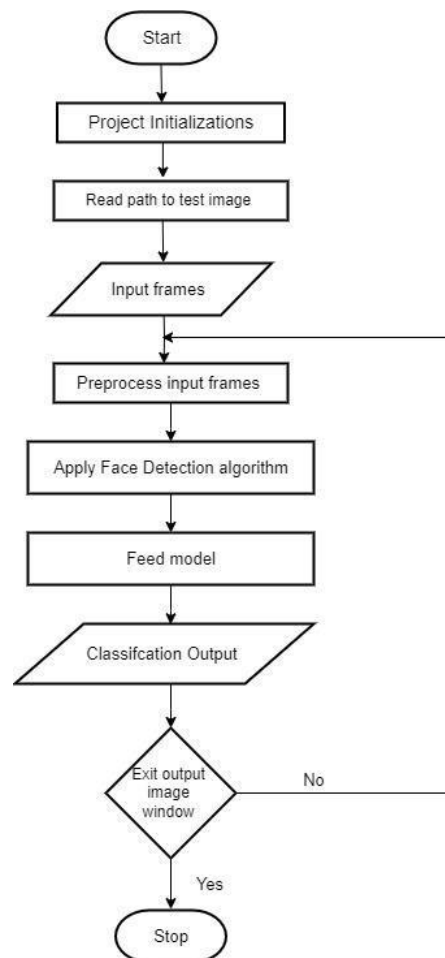 Start
Project Initializations
Read path to test image
Input frames
Preprocess input frames
Apply Face Detection algorithm
Feed model
Classifcation Output
Exit output
image
window
No
Yes
Stop